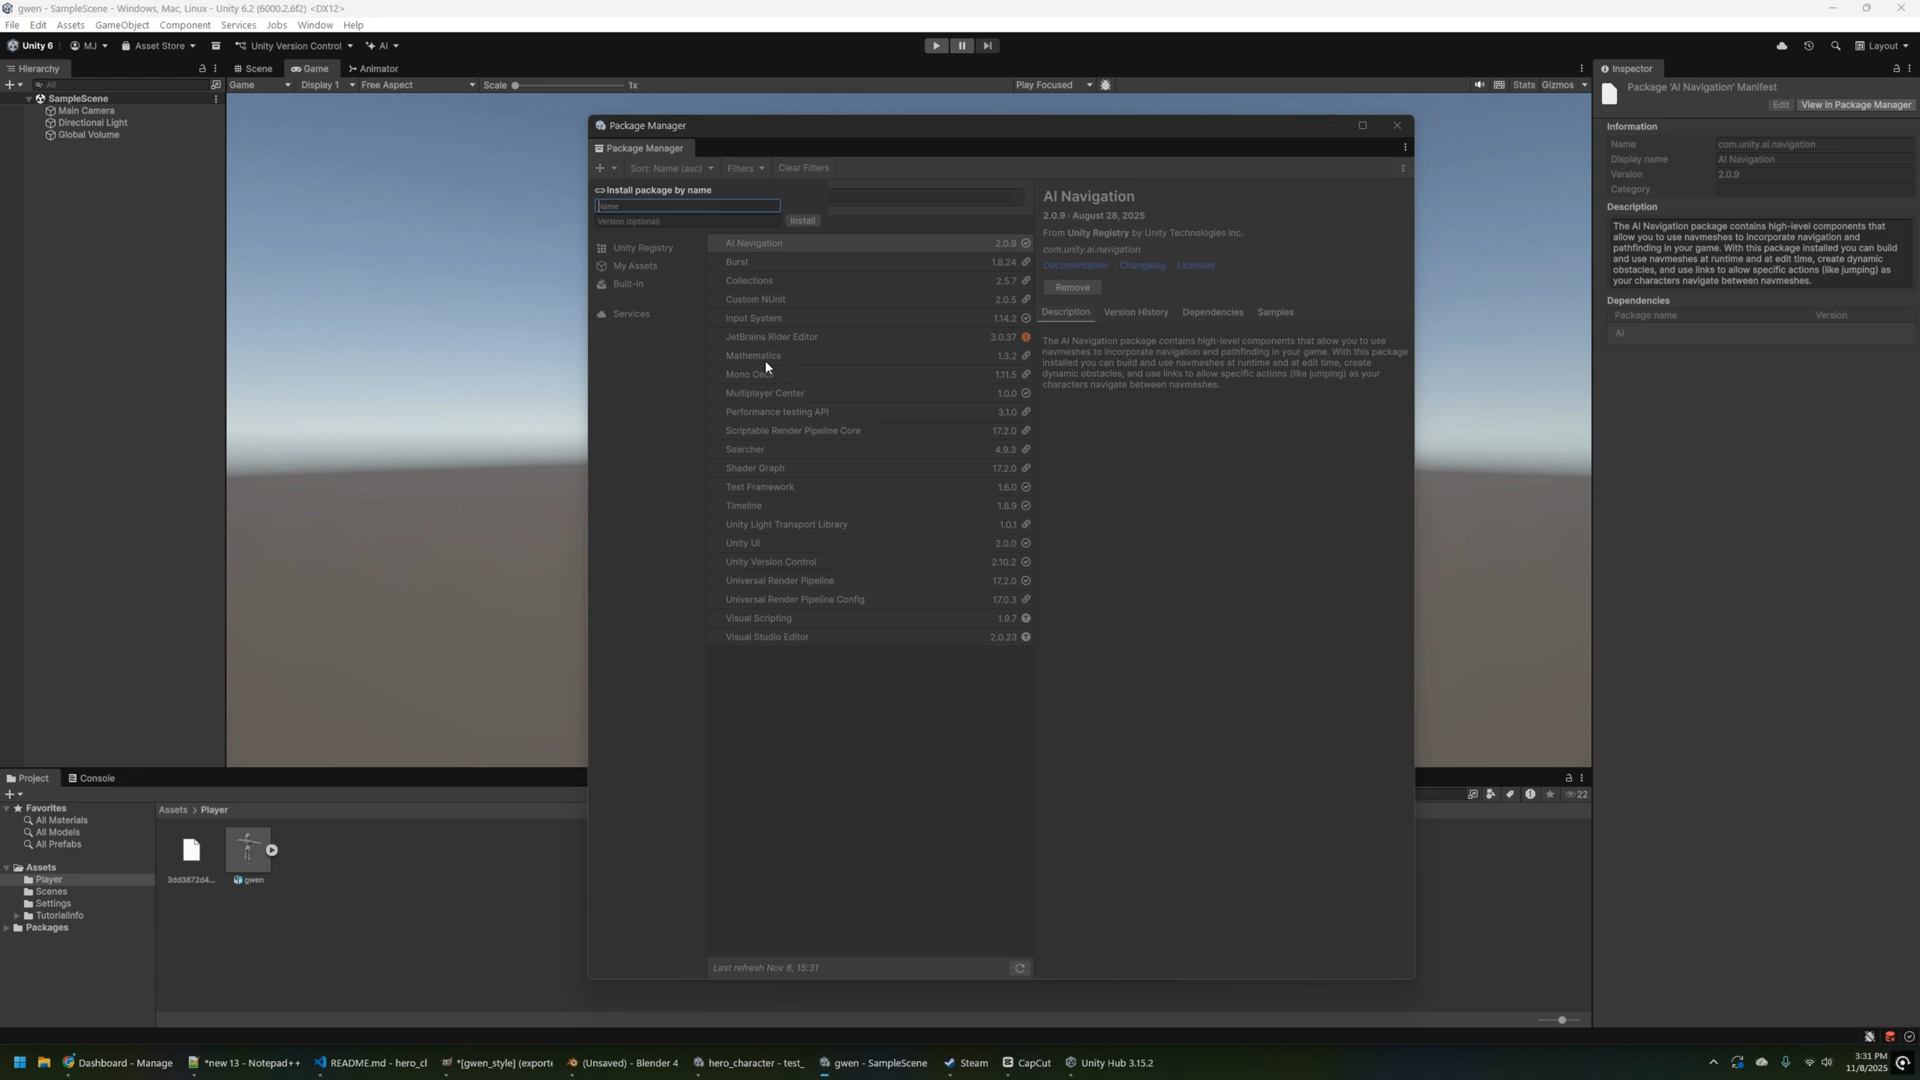 gwen - SampleScene - Windows, Mac, Linux - Unity 6.2 (6000.2.6f2) <DX12>
File Edit Assets GameObject Component Services Jobs Window Help
Unity 6 MJ Asset Store Unity Version Control AI Layout
Hierarchy Scene Game Animator Inspector
All Game Display 1 Free Aspect Scale 1x Play Focused Stats Gizmos
SampleScene
Main Camera
Directional Light
Global Volume
Package Manager
Package Manager
Sort: Name (asc) Filters Clear Filters
Install package by name
Name
Version (optional) Install
Unity Registry
My Assets
Built-in
Services
AI Navigation 2.0.9
Burst 1.8.24
Collections 2.5.7
Custom NUnit 2.0.5
Input System 1.14.2
JetBrains Rider Editor 3.0.37
Mathematics 1.3.2
Mono Cecil 1.11.5
Multiplayer Center 1.0.0
Performance testing API 3.1.0
Scriptable Render Pipeline Core 17.2.0
Searcher 4.9.3
Shader Graph 17.2.0
Test Framework 1.6.0
Timeline 1.8.9
Unity Light Transport Library 1.0.1
Unity UI 2.0.0
Unity Version Control 2.10.2
Universal Render Pipeline 17.2.0
Universal Render Pipeline Config 17.0.3
Visual Scripting 1.9.7
Visual Studio Editor 2.0.23
Last refresh Nov 8, 15:31
AI Navigation
2.0.9 · August 28, 2025
From Unity Registry by Unity Technologies Inc.
com.unity.ai.navigation
Documentation Changelog Licenses
Remove
Description Version History Dependencies Samples
The AI Navigation package contains high-level components that allow you to use
navmeshes to incorporate navigation and pathfinding in your game. With this package
installed you can build and use navmeshes at runtime and at edit time, create
dynamic obstacles, and use links to allow specific actions (like jumping) as your
characters navigate between navmeshes.
Package 'AI Navigation' Manifest
Edit View in Package Manager
Information
Name com.unity.ai.navigation
Display name AI Navigation
Version 2.0.9
Category
Description
The AI Navigation package contains high-level components that
allow you to use navmeshes to incorporate navigation and
pathfinding in your game. With this package installed you can build
and use navmeshes at runtime and at edit time, create dynamic
obstacles, and use links to allow specific actions (like jumping) as
your characters navigate between navmeshes.
Dependencies
Package name Version
AI
Project Console
22
Favorites
All Materials
All Models
All Prefabs
Assets
Player
Scenes
Settings
TutorialInfo
Packages
Assets > Player
3dd3872d4... gwen
Dashboard - Manage *new 13 - Notepad++ README.md - hero_cl *[gwen_style] (exporte (Unsaved) - Blender 4 hero_character - test_ gwen - SampleScene Steam CapCut Unity Hub 3.15.2
3:31 PM
11/8/2025